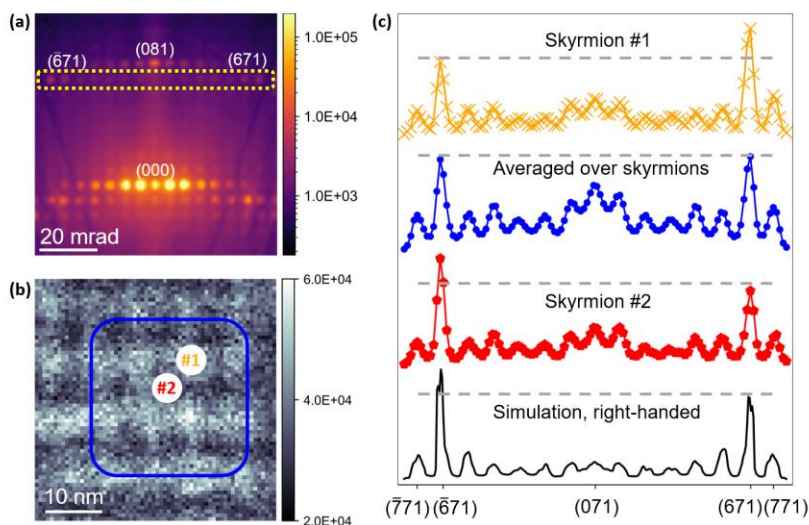 (a)
(081)
(6̄71)
(671)
(000)
20 mrad
1.0E+05
1.0E+04
1.0E+03
(b)
#1
#2
10 nm
6.0E+04
4.0E+04
2.0E+04
(c)
Skyrmion #1
Averaged over skyrmions
Skyrmion #2
Simulation, right-handed
(7̄71)(6̄71) (071) (671)(771)